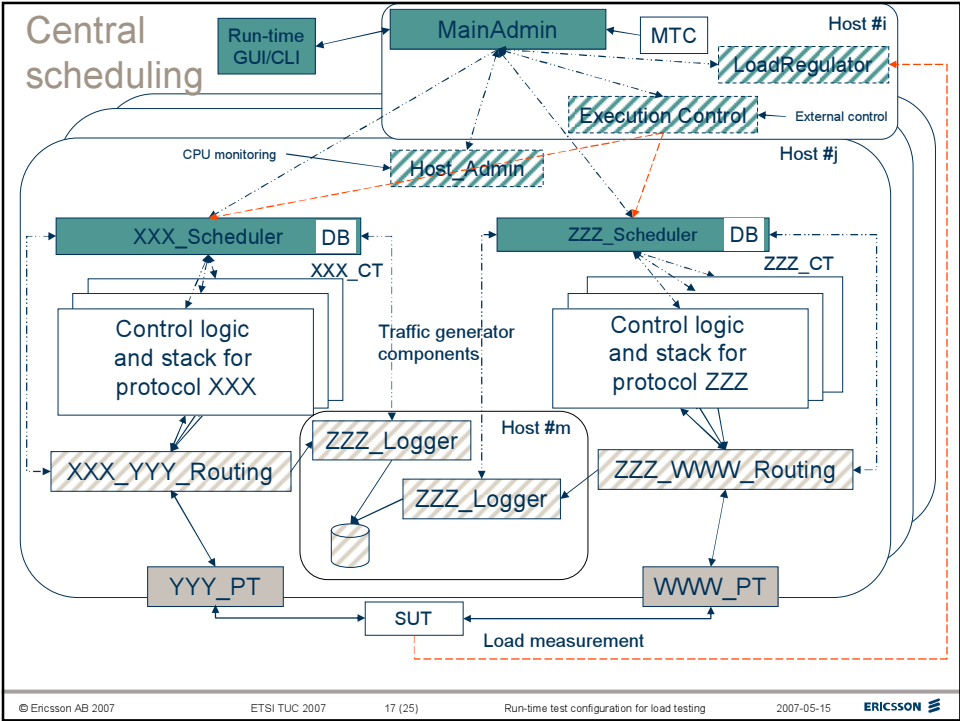 Central
scheduling
Run-time
GUI/CLI
MainAdmin
MTC
Host #i
LoadRegulator
Execution Control
External control
CPU monitoring
Host_Admin
Host #j
XXX_Scheduler
DB
ZZZ_Scheduler
DB
XXX_CT
ZZZ_CT
Control logic
and stack for
protocol XXX
Traffic generator
components
Control logic
and stack for
protocol ZZZ
Host #m
ZZZ_Logger
XXX_YYY_Routing
ZZZ_WWW_Routing
ZZZ_Logger
YYY_PT
WWW_PT
SUT
Load measurement
© Ericsson AB 2007
ETSI TUC 2007
17 (25)
Run-time test configuration for load testing
2007-05-15
ERICSSON